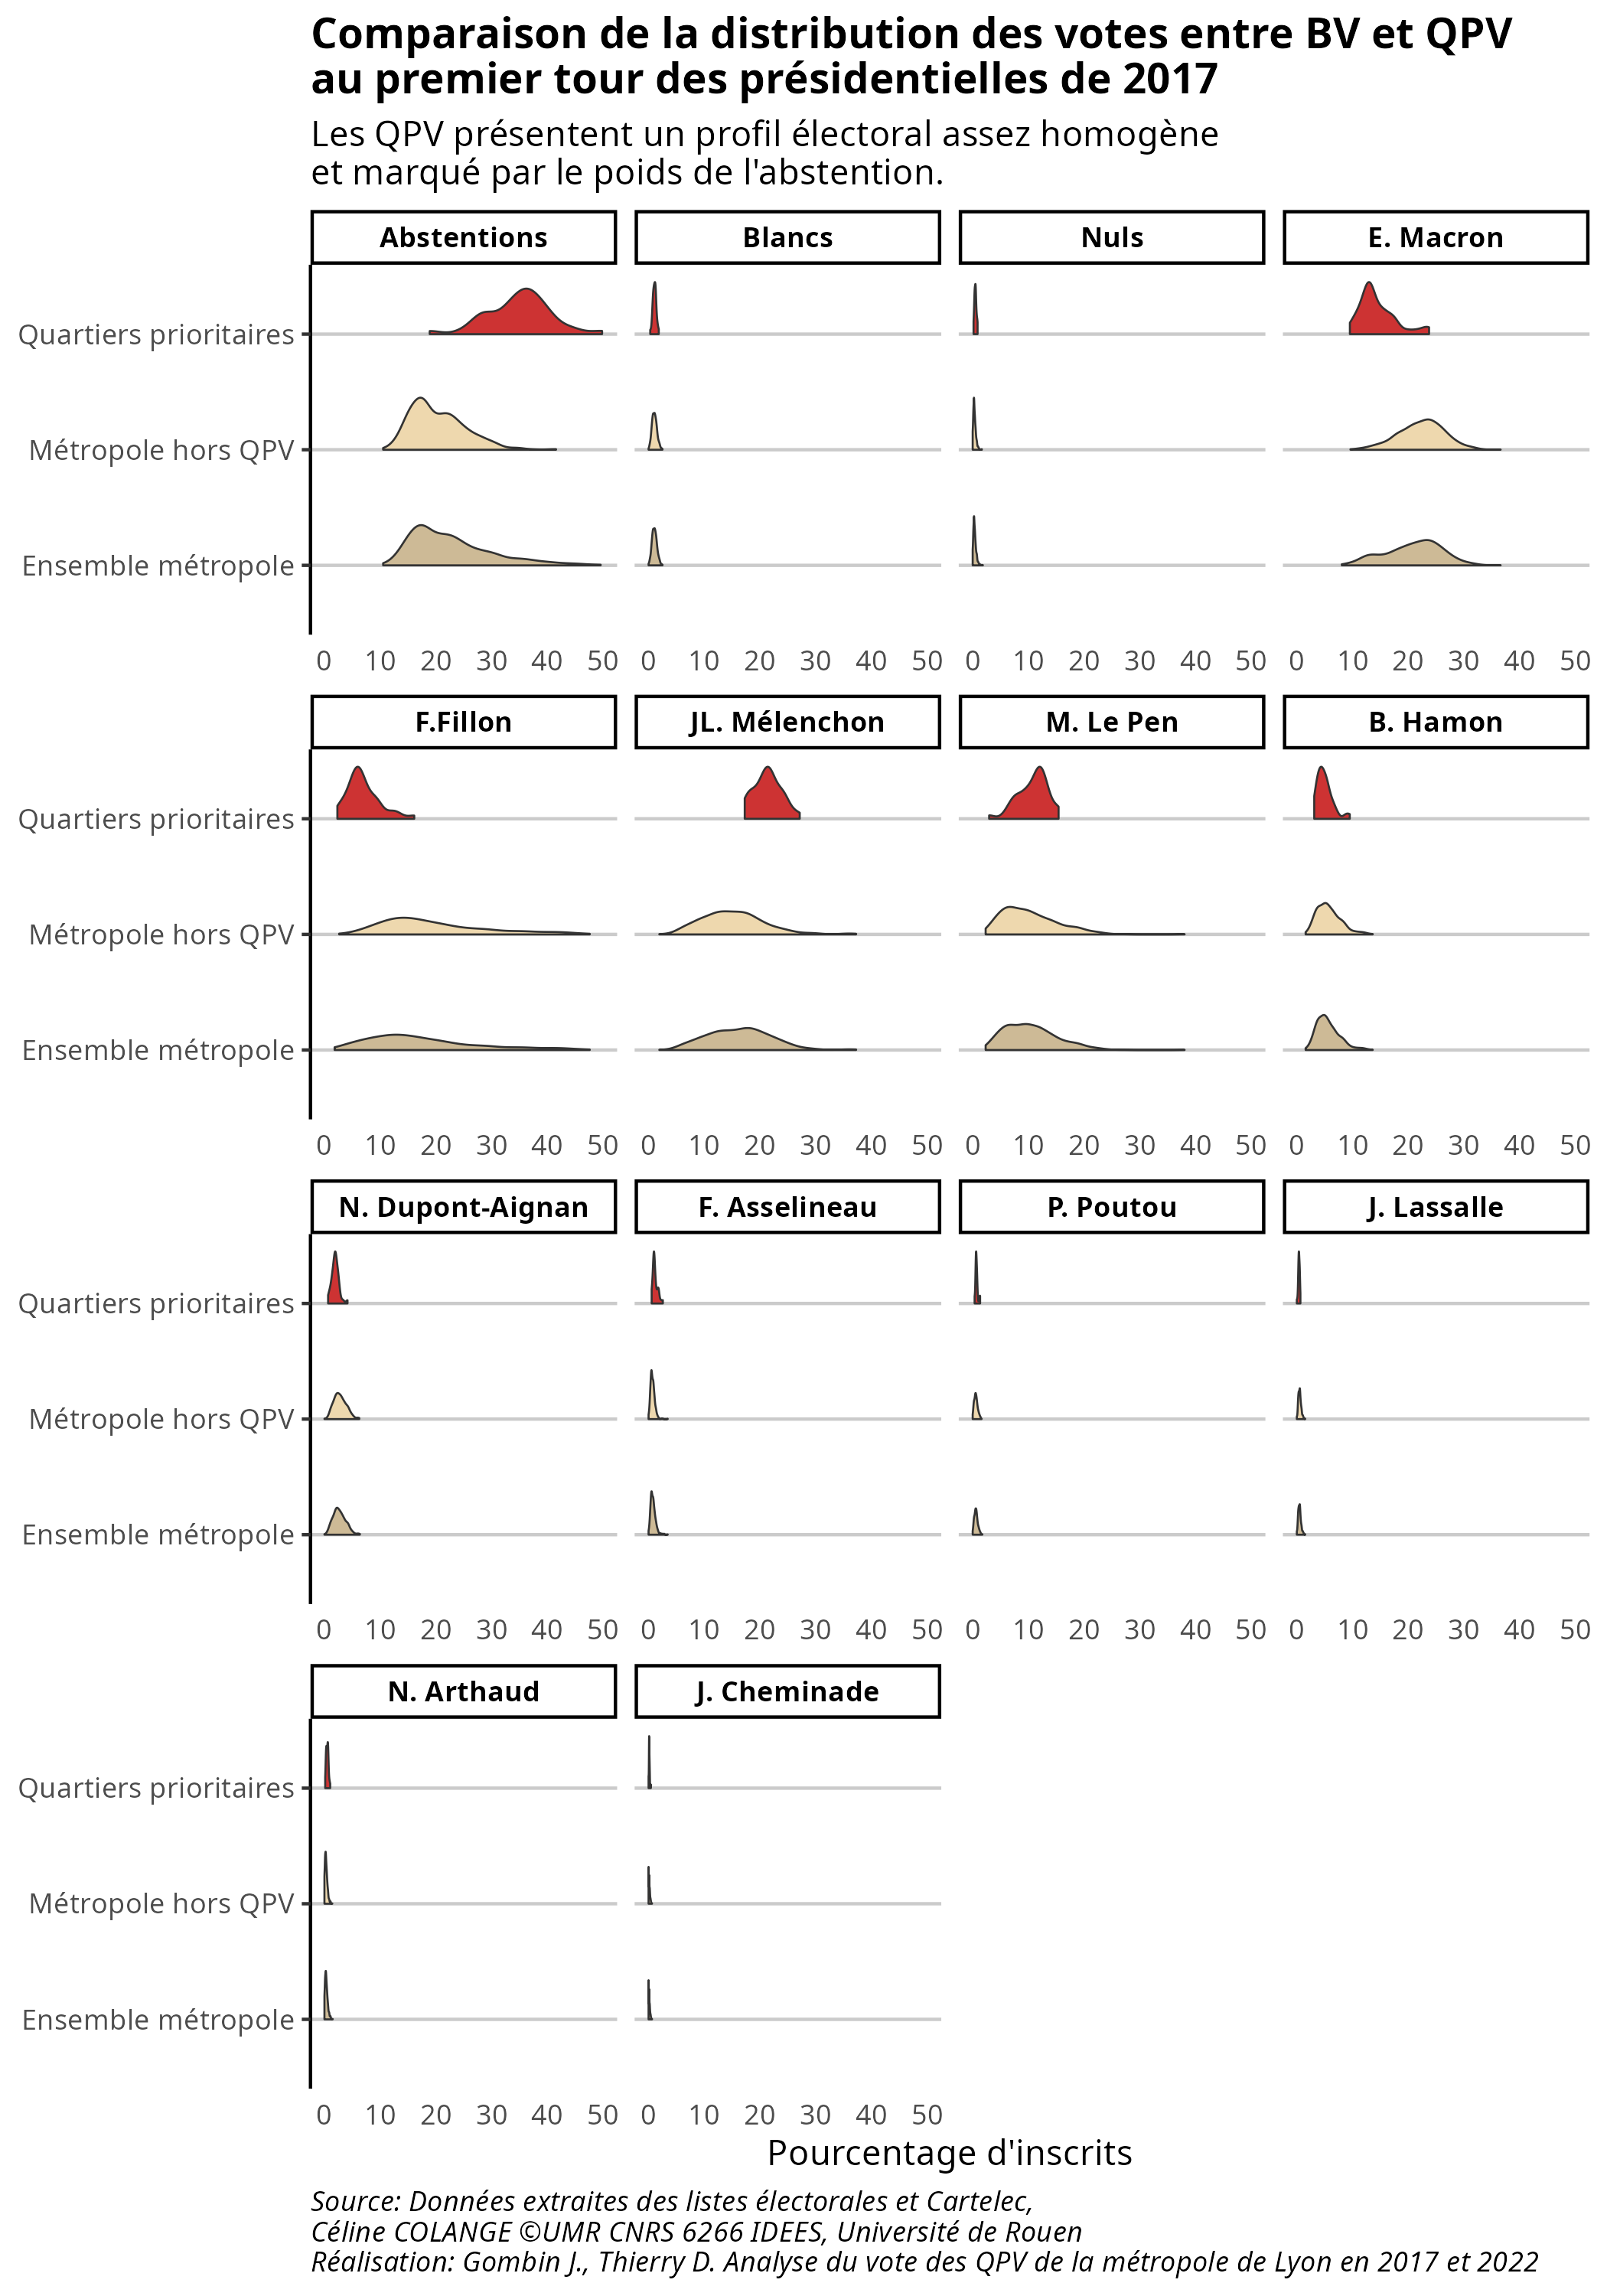 Comparaison de la distribution des votes entre BV et QPV
au premier tour des présidentielles de 2017
Les QPV présentent un profil électoral assez homogène
et marqué par le poids de l'abstention.
Abstentions Blancs Nuls E. Macron
Quartiers prioritaires
Métropole hors QPV
Ensemble métropole
0 10 20 30 40 50 0 10 20 30 40 50 0 10 20 30 40 50 0 10 20 30 40 50
F.Fillon JL. Mélenchon M. Le Pen B. Hamon
Quartiers prioritaires
Métropole hors QPV
Ensemble métropole
0 10 20 30 40 50 0 10 20 30 40 50 0 10 20 30 40 50 0 10 20 30 40 50
N. Dupont-Aignan F. Asselineau P. Poutou J. Lassalle
Quartiers prioritaires
Métropole hors QPV
Ensemble métropole
0 10 20 30 40 50 0 10 20 30 40 50 0 10 20 30 40 50 0 10 20 30 40 50
N. Arthaud J. Cheminade
Quartiers prioritaires
Métropole hors QPV
Ensemble métropole
0 10 20 30 40 50 0 10 20 30 40 50
Pourcentage d'inscrits
Source: Données extraites des listes électorales et Cartelec,
Céline COLANGE ©UMR CNRS 6266 IDEES, Université de Rouen
Réalisation: Gombin J., Thierry D. Analyse du vote des QPV de la métropole de Lyon en 2017 et 2022